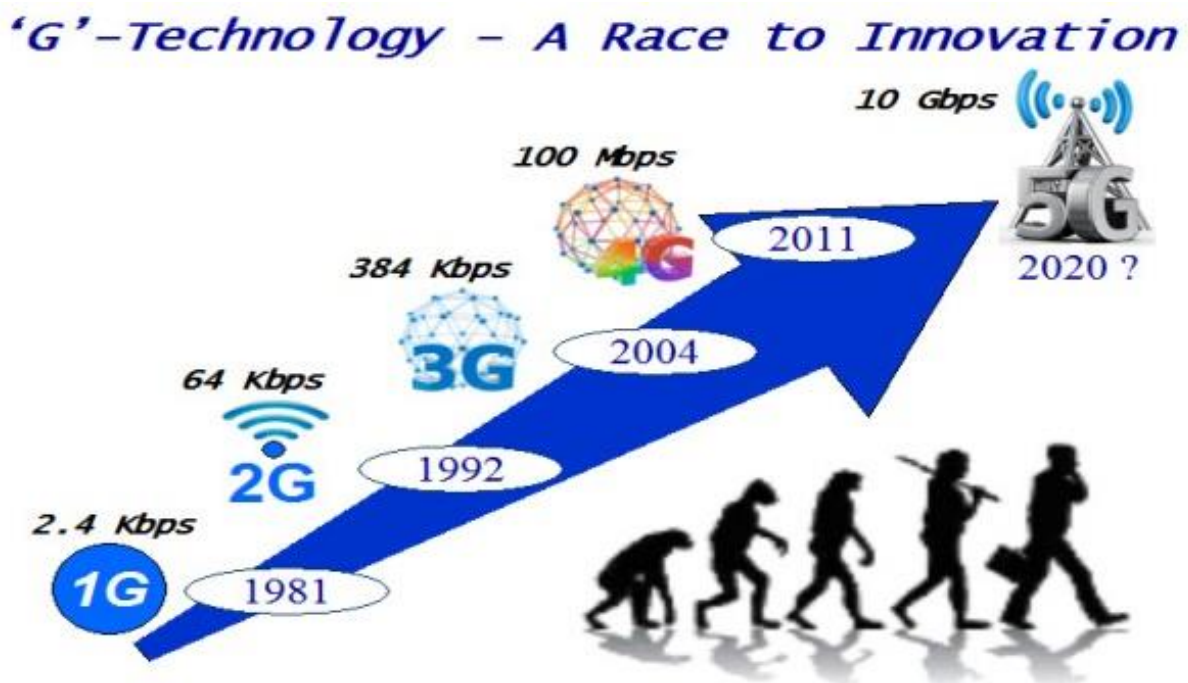 ‘G’-Technology - A Race to Innovation
10 Gbps
5G
2020 ?
100 Mbps
4G
2011
384 Kbps
3G
2004
64 Kbps
2G
1992
2.4 Kbps
1G
1981